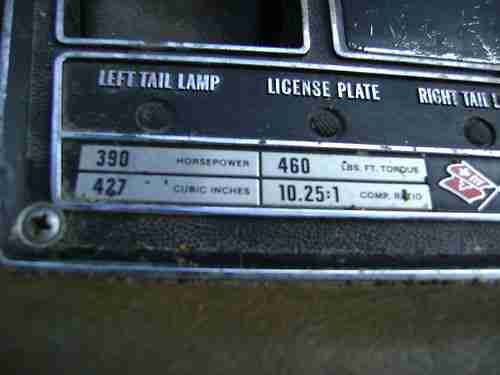 LEFT TAIL LAMP LICENSE PLATE RIGHT TAIL L
390 HORSEPOWER 460 LBS. FT. TORQUE
427 CUBIC INCHES 10.25:1 COMP. RATIO